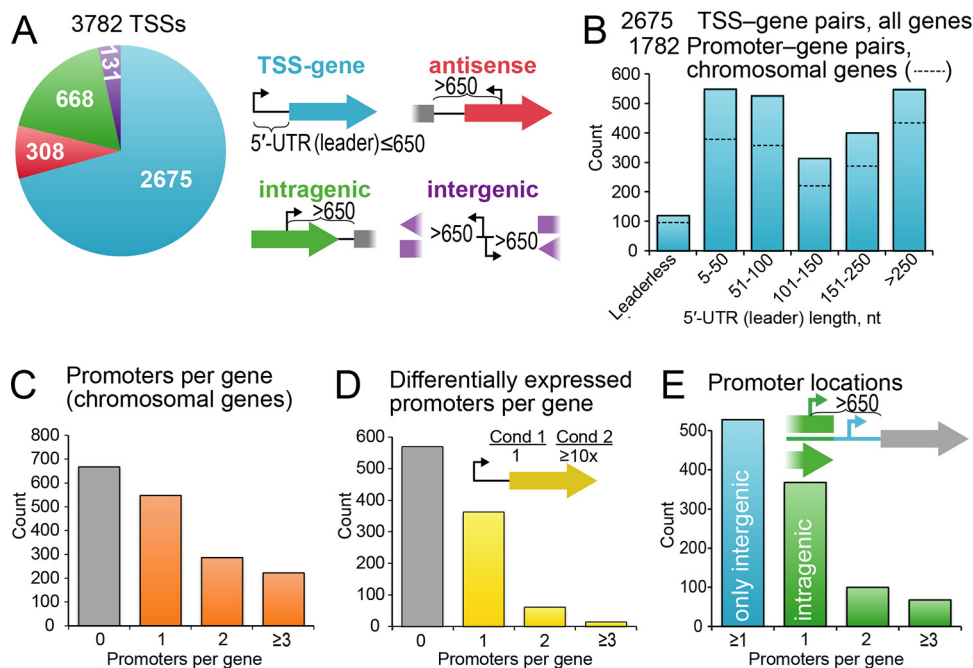 A
3782 TSSs
131
668
308
2675
TSS-gene
5′-UTR (leader)≤650
antisense
>650
intragenic
>650
intergenic
>650
>650
B
2675 TSS–gene pairs, all genes
1782 Promoter–gene pairs,
chromosomal genes (-----)
600
500
400
300
200
100
0
Count
Leaderless
5-50
51-100
101-150
151-250
>250
5′-UTR (leader) length, nt
C
Promoters per gene
(chromosomal genes)
800
700
600
500
400
300
200
100
0
Count
0
1
2
≥3
Promoters per gene
D
Differentially expressed
promoters per gene
Cond 1 Cond 2
1 ≥10x
600
500
400
300
200
100
0
Count
0
1
2
≥3
Promoters per gene
E
Promoter locations
>650
500
400
300
200
100
0
Count
only intergenic
intragenic
≥1
1
2
≥3
Promoters per gene